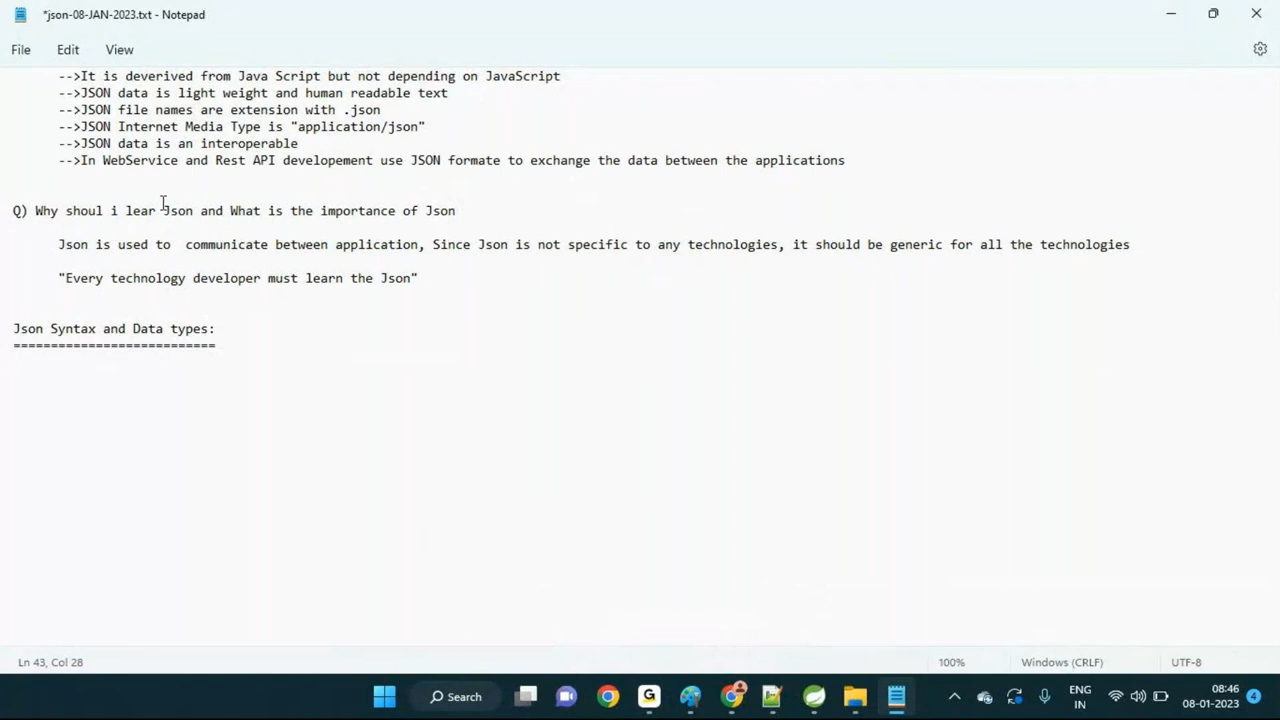 *json-08-JAN-2023.txt - Notepad
File Edit View
-->It is deverived from Java Script but not depending on JavaScript
-->JSON data is light weight and human readable text
-->JSON file names are extension with .json
-->JSON Internet Media Type is "application/json"
-->JSON data is an interoperable
-->In WebService and Rest API developement use JSON formate to exchange the data between the applications
Q) Why shoul i lear Json and What is the importance of Json
Json is used to  communicate between application, Since Json is not specific to any technologies, it should be generic for all the technologies
"Every technology developer must learn the Json"
Json Syntax and Data types:
===========================
Ln 43, Col 28 100% Windows (CRLF) UTF-8
Search G ENG IN 08:46 08-01-2023 4